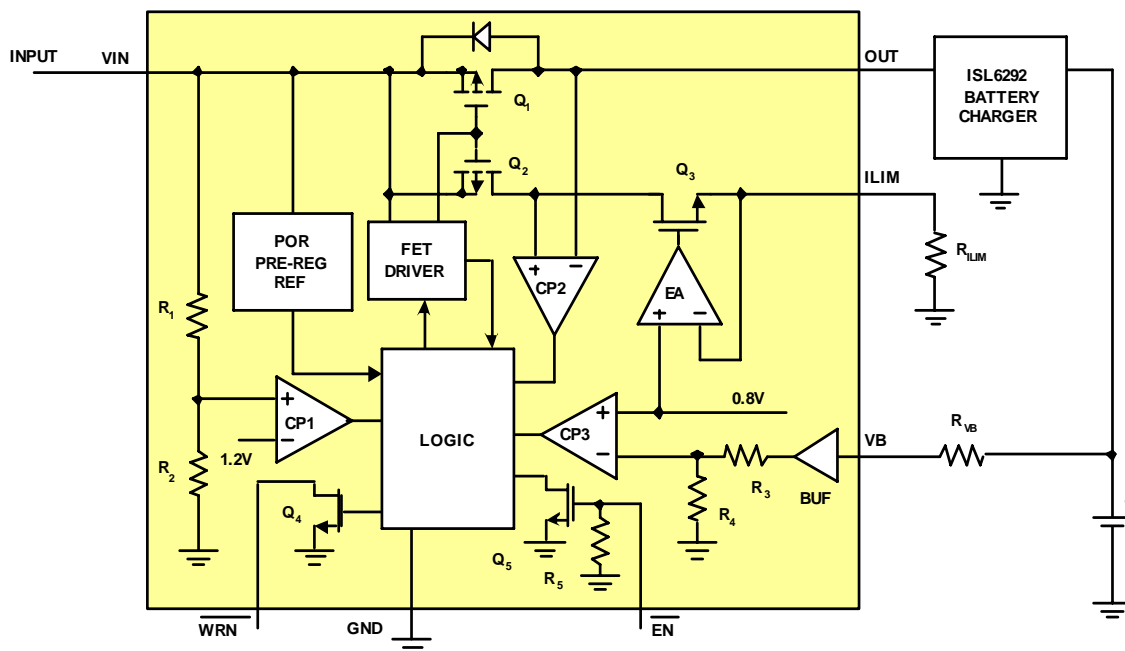 INPUT
VIN
OUT
ISL6292
BATTERY
CHARGER
Q1
Q2
Q3
ILIM
POR
PRE-REG
REF
FET
DRIVER
+
−
CP2
EA
+
−
RILIM
R1
+
−
CP1
1.2V
LOGIC
+
−
CP3
0.8V
VB
RVB
R2
R3
BUF
R4
Q4
Q5
R5
WRN
GND
EN